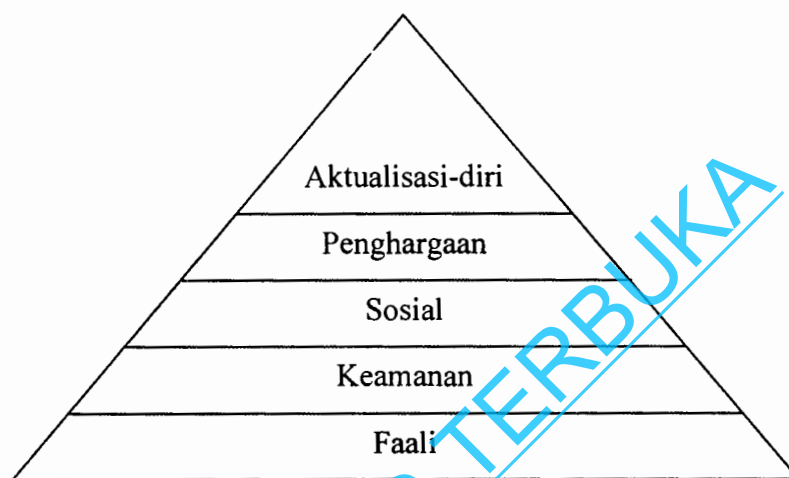 Aktualisasi-diri
Penghargaan
Sosial
Keamanan
Faali
TERBUKA